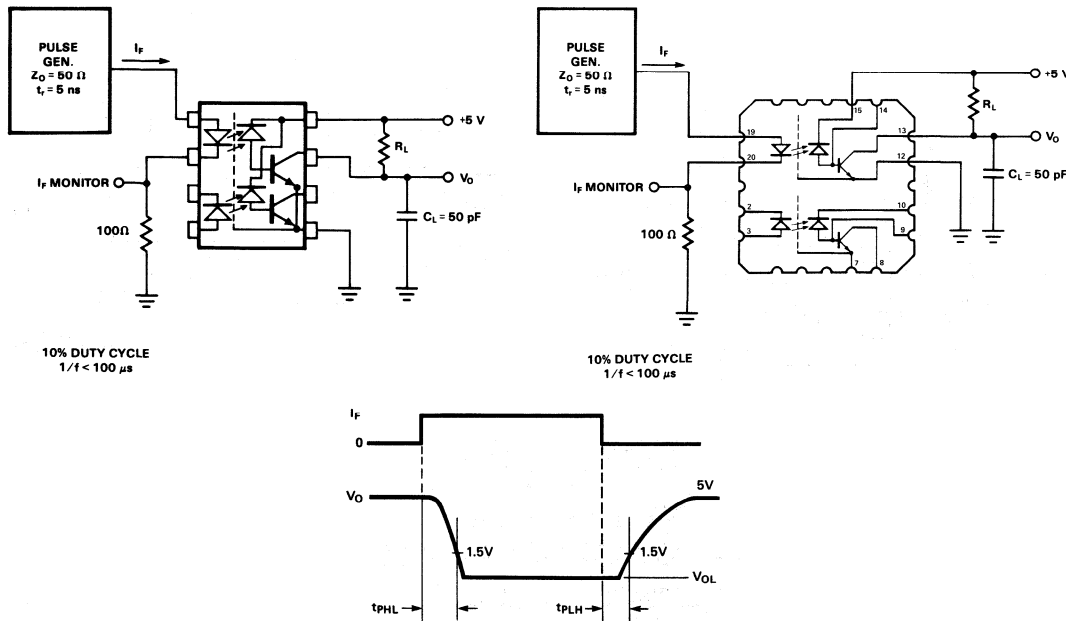 PULSE
GEN.
Z_O = 50 Ω
t_r = 5 ns
I_F
+5 V
R_L
V_O
I_F MONITOR
C_L = 50 pF
100Ω
10% DUTY CYCLE
1/f < 100 μs
PULSE
GEN.
Z_O = 50 Ω
t_r = 5 ns
I_F
+5 V
15
14
R_L
19
13
V_O
20
12
I_F MONITOR
C_L = 50 pF
2
10
100 Ω
3
9
7
8
10% DUTY CYCLE
1/f < 100 μs
I_F
0
V_O
5V
1.5V
1.5V
V_OL
t_PHL
t_PLH